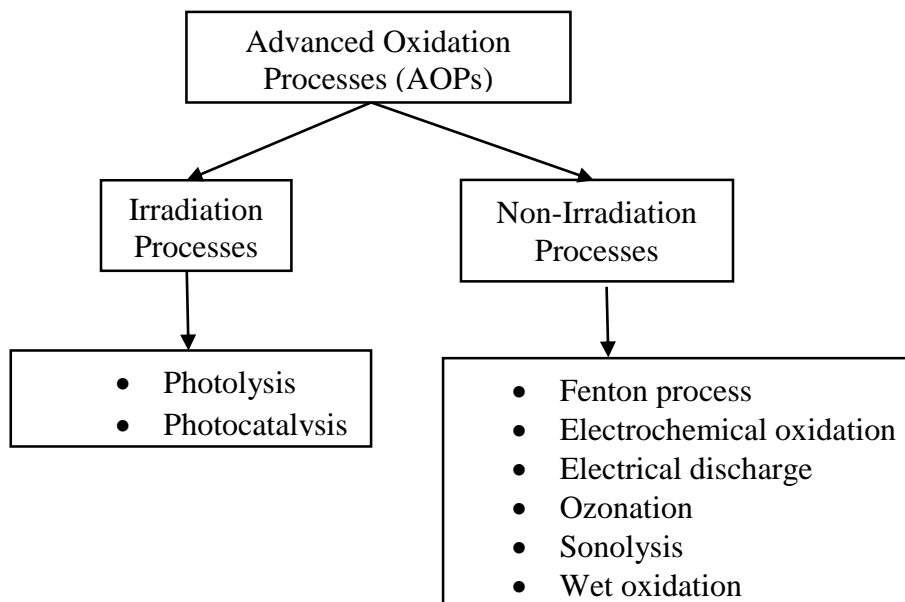 Advanced Oxidation
Processes (AOPs)
Irradiation
Processes
Non-Irradiation
Processes
• Photolysis
• Photocatalysis
• Fenton process
• Electrochemical oxidation
• Electrical discharge
• Ozonation
• Sonolysis
• Wet oxidation